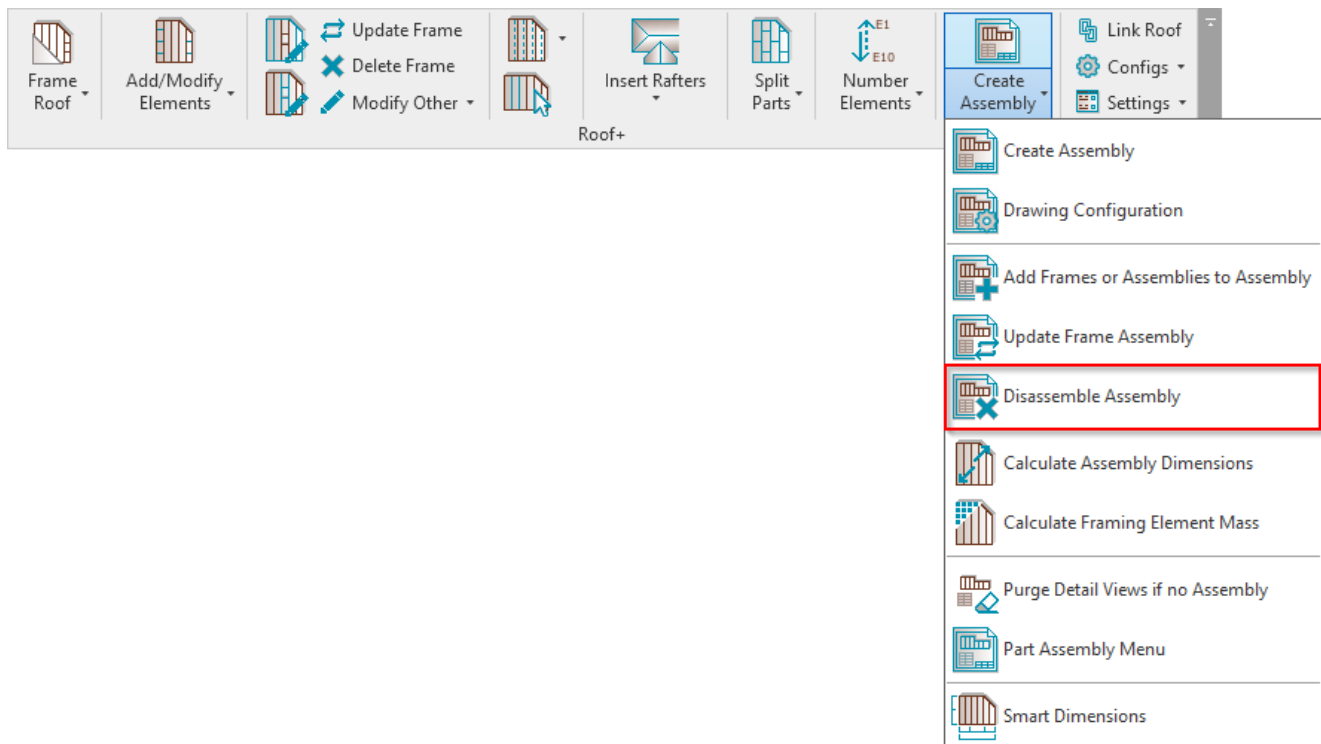 Frame
Roof
Add/Modify
Elements
Update Frame
Delete Frame
Modify Other
Insert Rafters
Split
Parts
E1
E10
Number
Elements
Create
Assembly
Link Roof
Configs
Settings
Roof+
Create Assembly
Drawing Configuration
Add Frames or Assemblies to Assembly
Update Frame Assembly
Disassemble Assembly
Calculate Assembly Dimensions
Calculate Framing Element Mass
Purge Detail Views if no Assembly
Part Assembly Menu
Smart Dimensions